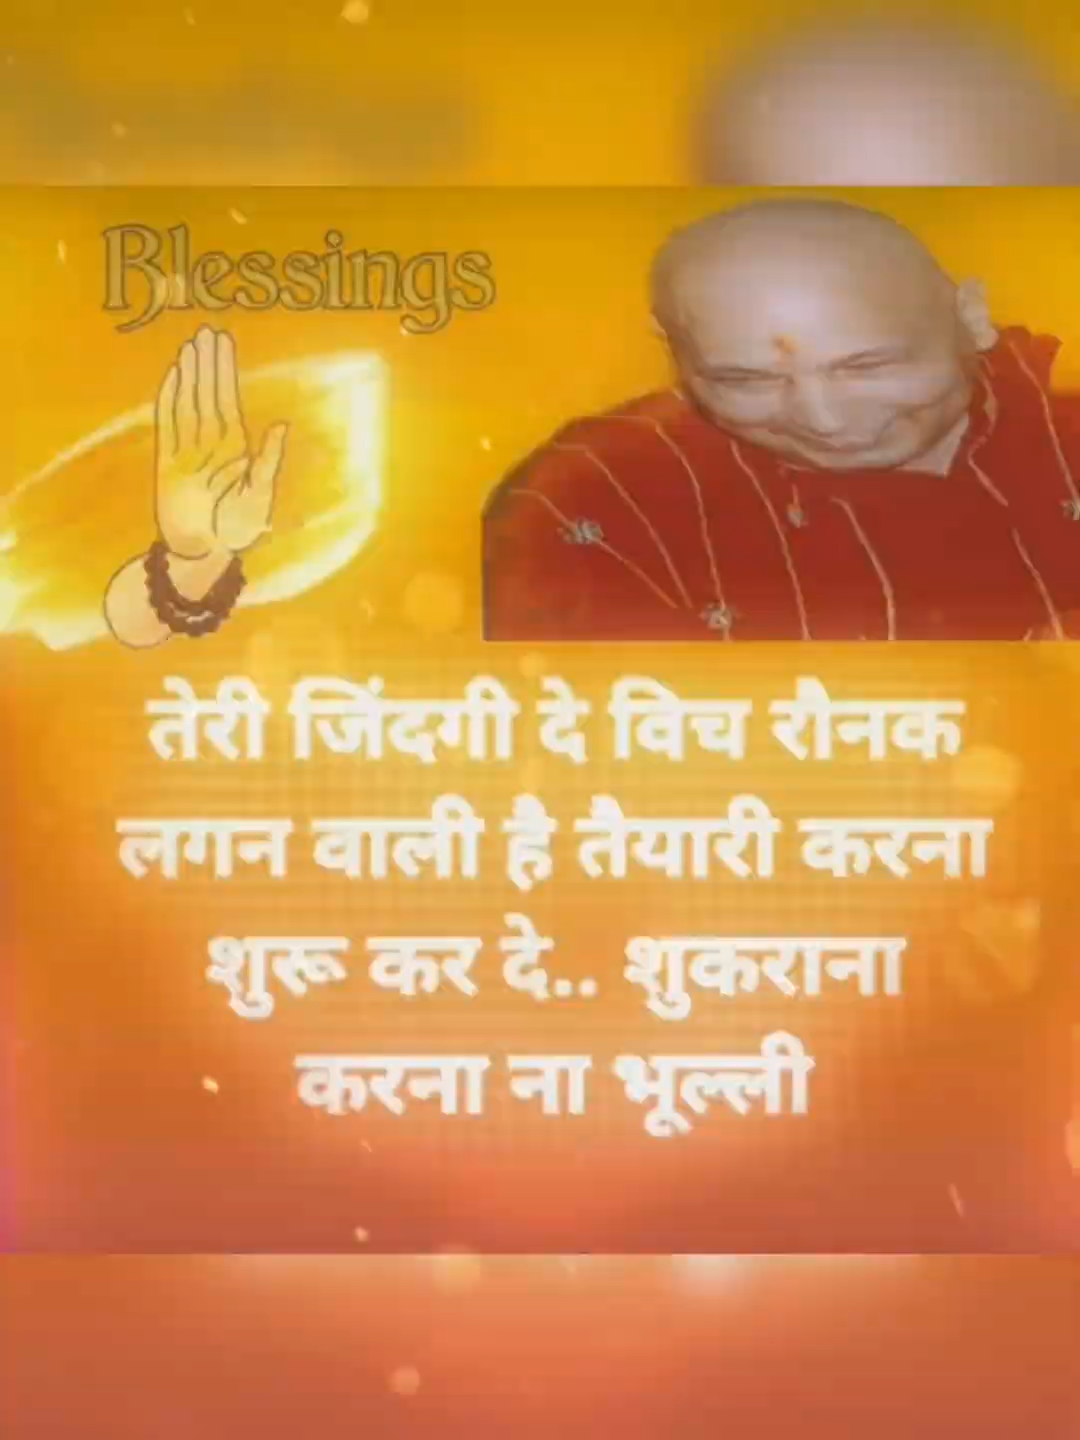 Blessings
तेरी जिंदगी दे विच रौनक
लगन वाली है तैयारी करना
शुरू कर दे.. शुकराना
करना ना भूल्ली